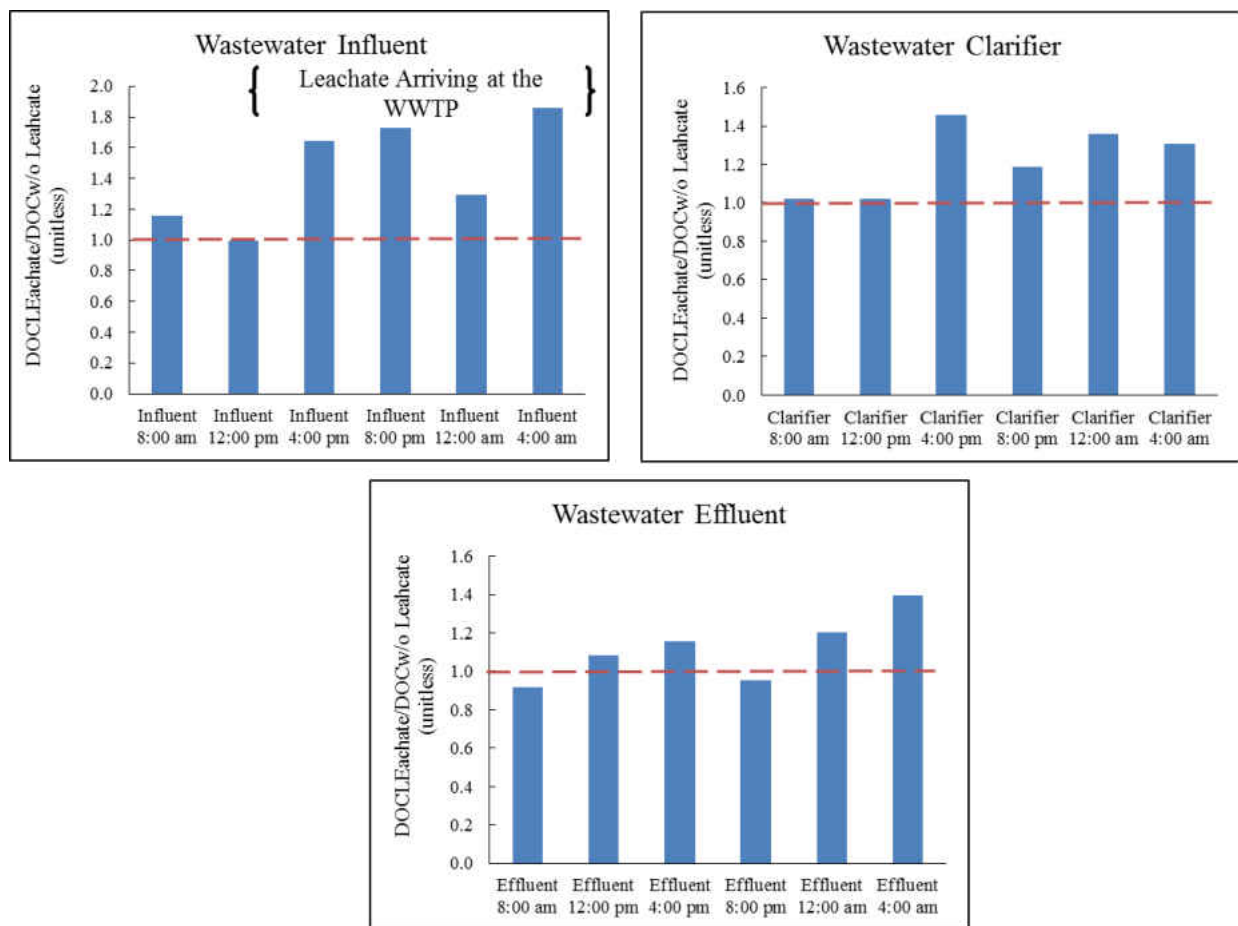 Wastewater Influent
{ Leachate Arriving at the }
WWTP
DOCLEachate/DOCw/o Leahcate
(unitless)
2.0
1.8
1.6
1.4
1.2
1.0
0.8
0.6
0.4
0.2
0.0
Influent Influent Influent Influent Influent Influent
8:00 am 12:00 pm 4:00 pm 8:00 pm 12:00 am 4:00 am
Wastewater Clarifier
DOCLEachate/DOCw/o Leahcate
(unitless)
1.6
1.4
1.2
1.0
0.8
0.6
0.4
0.2
0.0
Clarifier Clarifier Clarifier Clarifier Clarifier Clarifier
8:00 am 12:00 pm 4:00 pm 8:00 pm 12:00 am 4:00 am
Wastewater Effluent
DOCLEachate/DOCw/o Leahcate
(unitless)
1.6
1.4
1.2
1.0
0.8
0.6
0.4
0.2
0.0
Effluent Effluent Effluent Effluent Effluent Effluent
8:00 am 12:00 pm 4:00 pm 8:00 pm 12:00 am 4:00 am